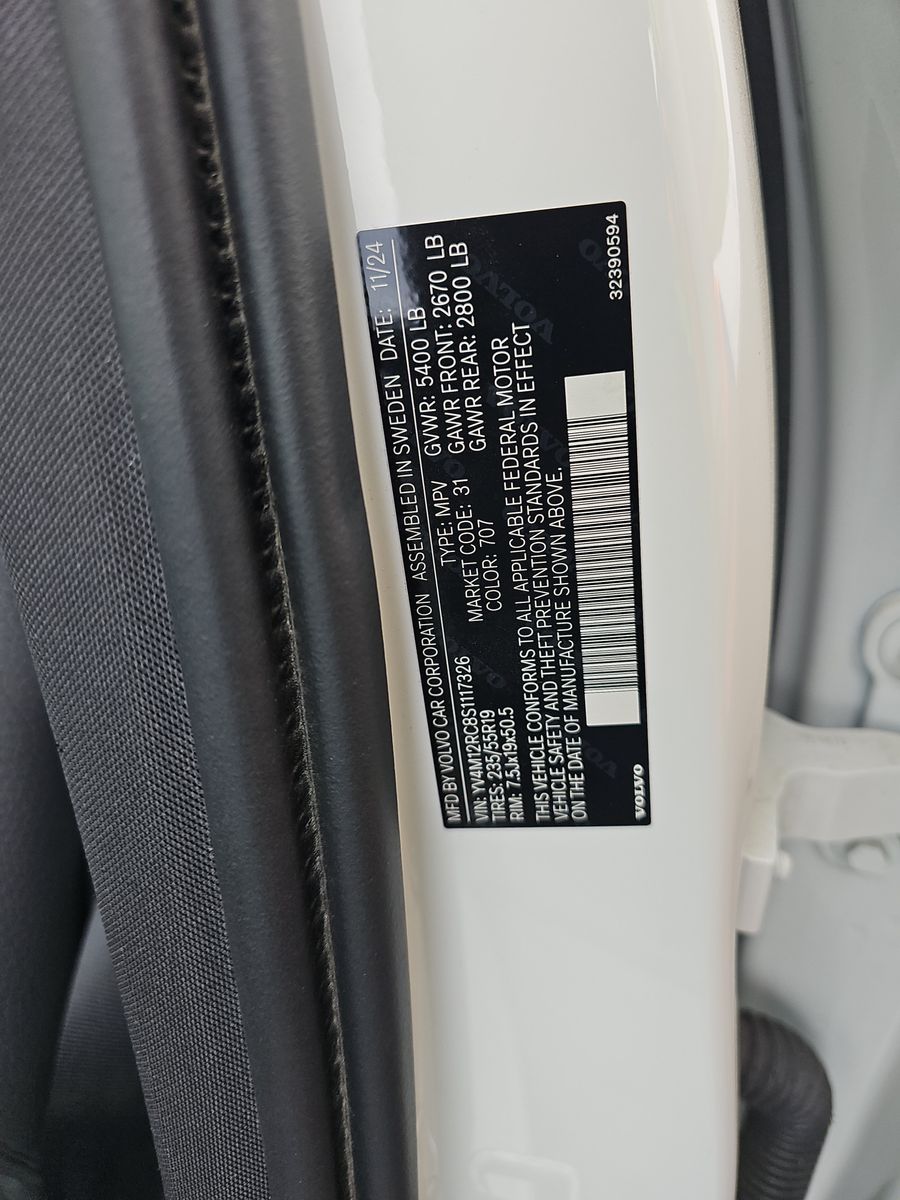 MFD BY VOLVO CAR CORPORATION ASSEMBLED IN SWEDEN DATE: 11/24
VIN: YV4M12RC8S1117326 TYPE: MPV GVWR: 5400 LB
TIRES: 235/55R19 MARKET CODE: 31 GAWR FRONT: 2670 LB
RIM: 7.5Jx19x50.5 COLOR: 707 GAWR REAR: 2800 LB
THIS VEHICLE CONFORMS TO ALL APPLICABLE FEDERAL MOTOR
VEHICLE SAFETY AND THEFT PREVENTION STANDARDS IN EFFECT
ON THE DATE OF MANUFACTURE SHOWN ABOVE.
VOLVO 32390594